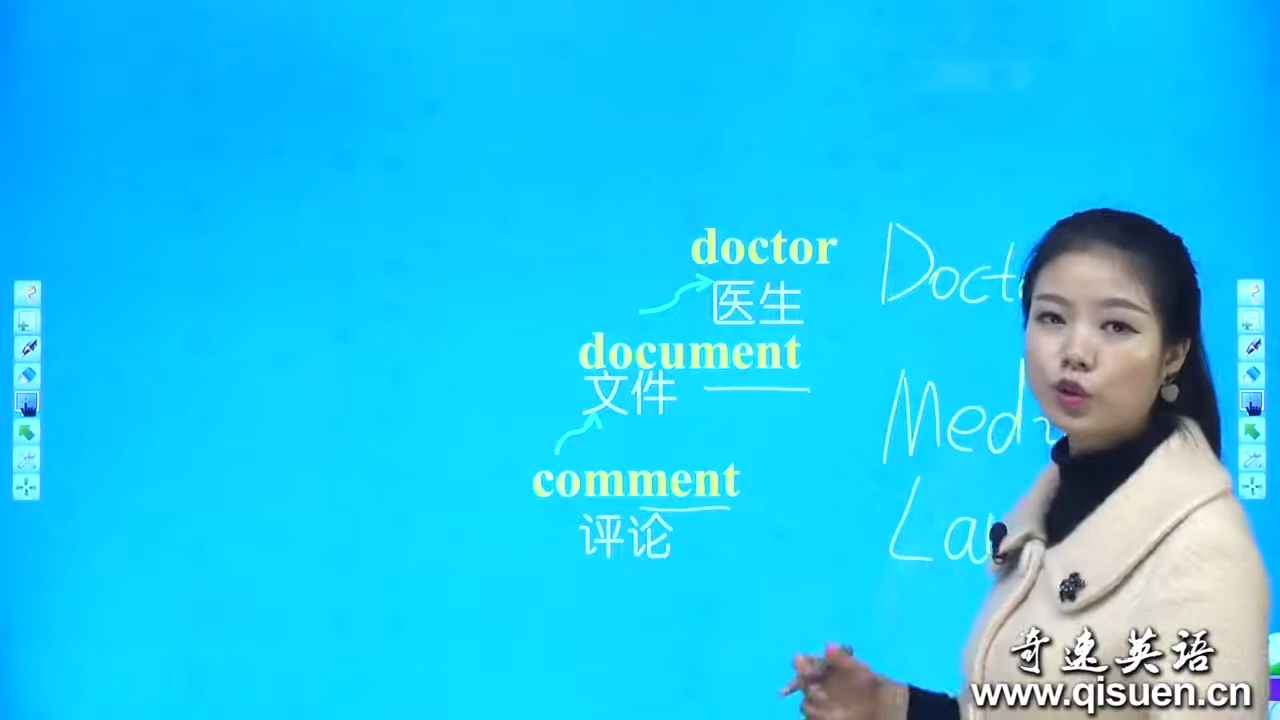 doctor
医生
document
文件
comment
评论
奇速英语
www.qisuen.cn